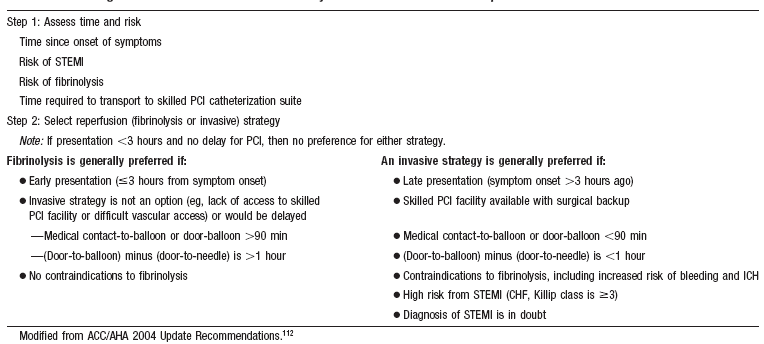 Step 1: Assess time and risk
Time since onset of symptoms
Risk of STEMI
Risk of fibrinolysis
Time required to transport to skilled PCI catheterization suite
Step 2: Select reperfusion (fibrinolysis or invasive) strategy
Note: If presentation <3 hours and no delay for PCI, then no preference for either strategy.
Fibrinolysis is generally preferred if:
● Early presentation (≤3 hours from symptom onset)
● Invasive strategy is not an option (eg, lack of access to skilled
PCI facility or difficult vascular access) or would be delayed
—Medical contact-to-balloon or door-balloon >90 min
—(Door-to-balloon) minus (door-to-needle) is >1 hour
● No contraindications to fibrinolysis
An invasive strategy is generally preferred if:
● Late presentation (symptom onset >3 hours ago)
● Skilled PCI facility available with surgical backup
● Medical contact-to-balloon or door-balloon <90 min
● (Door-to-balloon) minus (door-to-needle) is <1 hour
● Contraindications to fibrinolysis, including increased risk of bleeding and ICH
● High risk from STEMI (CHF, Killip class is ≥3)
● Diagnosis of STEMI is in doubt
Modified from ACC/AHA 2004 Update Recommendations.112